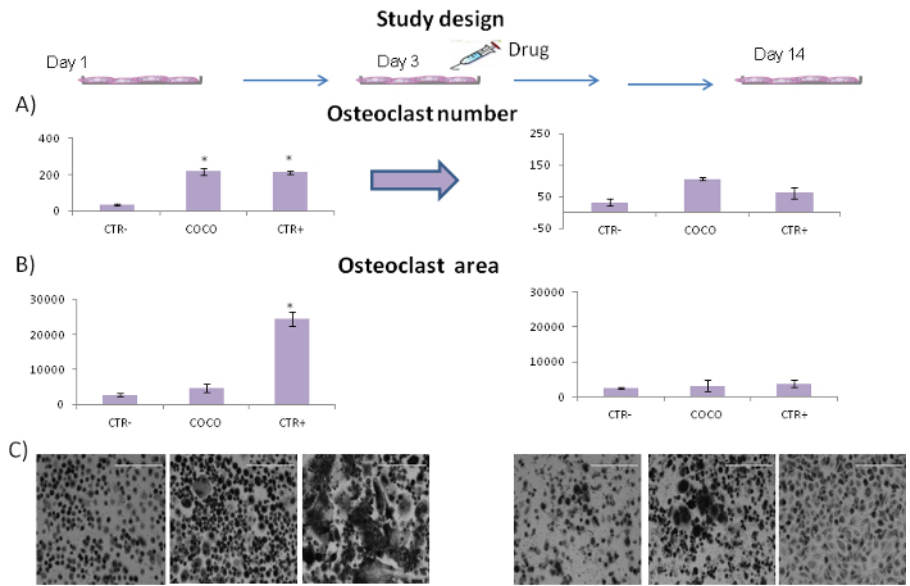 Study design
Day 1
Day 3
Drug
Day 14
A)
Osteoclast number
400
200
0
*
*
CTR-
COCO
CTR+
250
150
50
-50
CTR-
COCO
CTR+
B)
Osteoclast area
30000
20000
10000
0
*
CTR-
COCO
CTR+
30000
20000
10000
0
CTR-
COCO
CTR+
C)